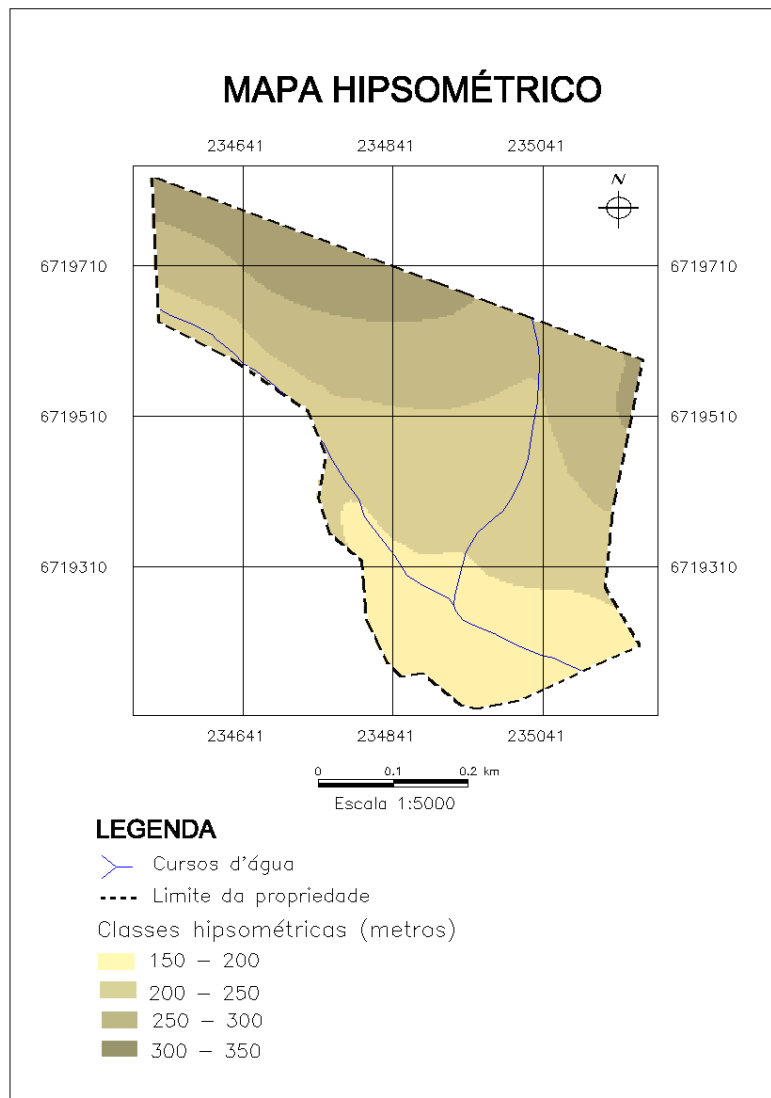 MAPA HIPSOMÉTRICO
234641 234841 235041
N
6719710 6719710
6719510 6719510
6719310 6719310
234641 234841 235041
0 0.1 0.2 km
Escala 1:5000
LEGENDA
Cursos d'água
Limite da propriedade
Classes hipsométricas (metros)
150 – 200
200 – 250
250 – 300
300 – 350